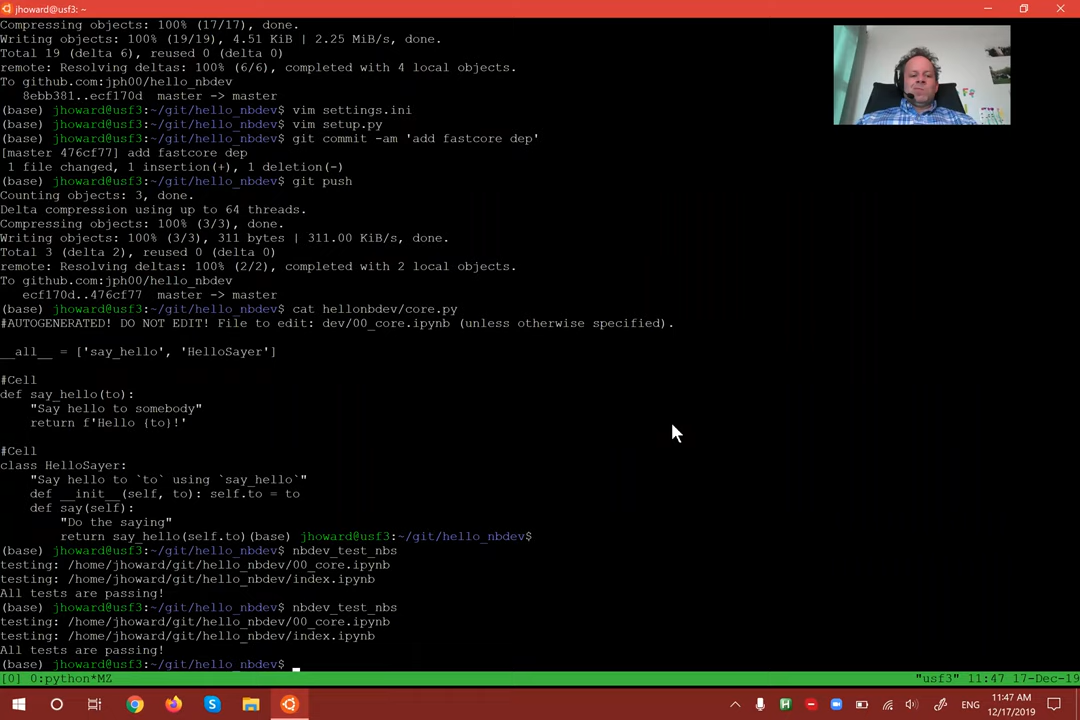 jhoward@usf3: ~
Compressing objects: 100% (17/17), done.
Writing objects: 100% (19/19), 4.51 KiB | 2.25 MiB/s, done.
Total 19 (delta 6), reused 0 (delta 0)
remote: Resolving deltas: 100% (6/6), completed with 4 local objects.
To github.com:jph00/hello_nbdev
   8ebb381..ecf170d  master -> master
(base) jhoward@usf3:~/git/hello_nbdev$ vim settings.ini
(base) jhoward@usf3:~/git/hello_nbdev$ vim setup.py
(base) jhoward@usf3:~/git/hello_nbdev$ git commit -am 'add fastcore dep'
[master 476cf77] add fastcore dep
 1 file changed, 1 insertion(+), 1 deletion(-)
(base) jhoward@usf3:~/git/hello_nbdev$ git push
Counting objects: 3, done.
Delta compression using up to 64 threads.
Compressing objects: 100% (3/3), done.
Writing objects: 100% (3/3), 311 bytes | 311.00 KiB/s, done.
Total 3 (delta 2), reused 0 (delta 0)
remote: Resolving deltas: 100% (2/2), completed with 2 local objects.
To github.com:jph00/hello_nbdev
   ecf170d..476cf77  master -> master
(base) jhoward@usf3:~/git/hello_nbdev$ cat hellonbdev/core.py
#AUTOGENERATED! DO NOT EDIT! File to edit: dev/00_core.ipynb (unless otherwise specified).
__all__ = ['say_hello', 'HelloSayer']
#Cell
def say_hello(to):
    "Say hello to somebody"
    return f'Hello {to}!'
#Cell
class HelloSayer:
    "Say hello to `to` using `say_hello`"
    def __init__(self, to): self.to = to
    def say(self):
        "Do the saying"
        return say_hello(self.to)(base) jhoward@usf3:~/git/hello_nbdev$
(base) jhoward@usf3:~/git/hello_nbdev$ nbdev_test_nbs
testing: /home/jhoward/git/hello_nbdev/00_core.ipynb
testing: /home/jhoward/git/hello_nbdev/index.ipynb
All tests are passing!
(base) jhoward@usf3:~/git/hello_nbdev$ nbdev_test_nbs
testing: /home/jhoward/git/hello_nbdev/00_core.ipynb
testing: /home/jhoward/git/hello_nbdev/index.ipynb
All tests are passing!
(base) jhoward@usf3:~/git/hello_nbdev$
[0] 0:python*MZ "usf3" 11:47 17-Dec-19
ENG
11:47 AM
12/17/2019